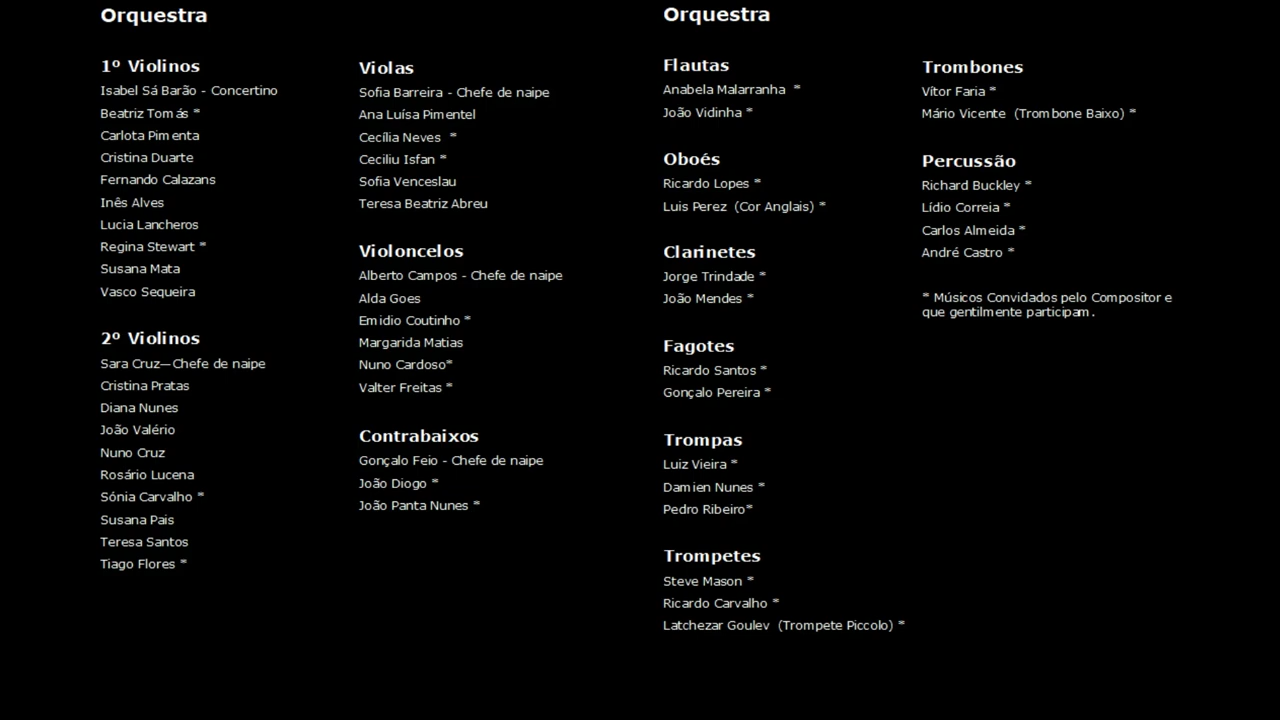 Orquestra
1º Violinos
Isabel Sá Barão - Concertino
Beatriz Tomás *
Carlota Pimenta
Cristina Duarte
Fernando Calazans
Inês Alves
Lucia Lancheros
Regina Stewart *
Susana Mata
Vasco Sequeira
2º Violinos
Sara Cruz—Chefe de naipe
Cristina Pratas
Diana Nunes
João Valério
Nuno Cruz
Rosário Lucena
Sónia Carvalho *
Susana Pais
Teresa Santos
Tiago Flores *
Violas
Sofia Barreira - Chefe de naipe
Ana Luísa Pimentel
Cecília Neves *
Ceciliu Isfan *
Sofia Venceslau
Teresa Beatriz Abreu
Violoncelos
Alberto Campos - Chefe de naipe
Alda Goes
Emidio Coutinho *
Margarida Matias
Nuno Cardoso*
Valter Freitas *
Contrabaixos
Gonçalo Feio - Chefe de naipe
João Diogo *
João Panta Nunes *
Orquestra
Flautas
Anabela Malarranha *
João Vidinha *
Oboés
Ricardo Lopes *
Luis Perez (Cor Anglais) *
Clarinetes
Jorge Trindade *
João Mendes *
Fagotes
Ricardo Santos *
Gonçalo Pereira *
Trompas
Luiz Vieira *
Damien Nunes *
Pedro Ribeiro*
Trompetes
Steve Mason *
Ricardo Carvalho *
Latchezar Goulev (Trompete Piccolo) *
Trombones
Vítor Faria *
Mário Vicente (Trombone Baixo) *
Percussão
Richard Buckley *
Lídio Correia *
Carlos Almeida *
André Castro *
* Músicos Convidados pelo Compositor e
que gentilmente participam.